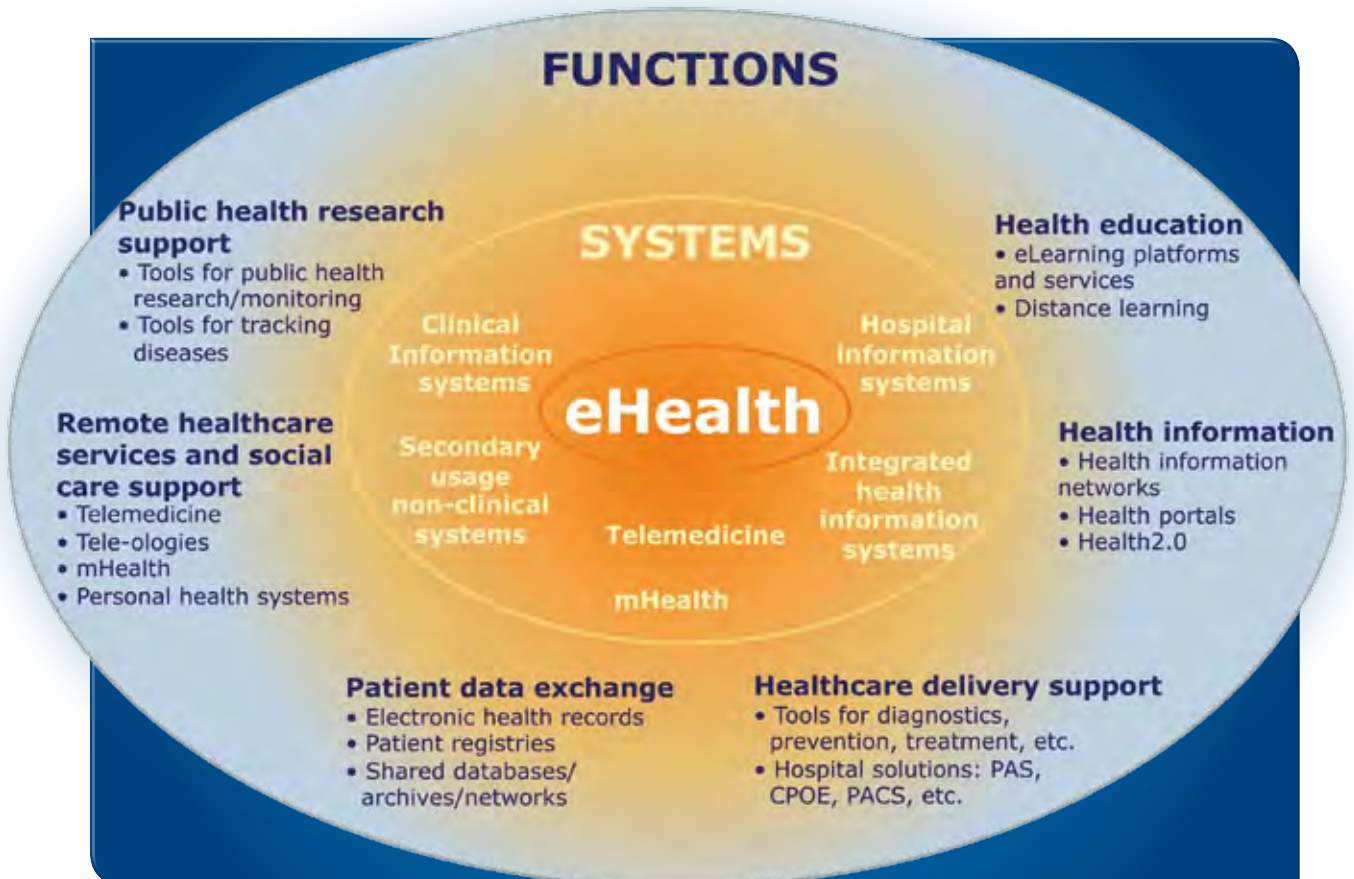 FUNCTIONS
Public health research
support
• Tools for public health
research/monitoring
• Tools for tracking
diseases
Remote healthcare
services and social
care support
• Telemedicine
• Tele-ologies
• mHealth
• Personal health systems
SYSTEMS
Clinical
Information
systems
Hospital
information
systems
eHealth
Secondary
usage
non-clinical
systems
Telemedicine
mHealth
Integrated
health
information
systems
Health education
• eLearning platforms
and services
• Distance learning
Health information
• Health information
networks
• Health portals
• Health2.0
Patient data exchange
• Electronic health records
• Patient registries
• Shared databases/
archives/networks
Healthcare delivery support
• Tools for diagnostics,
prevention, treatment, etc.
• Hospital solutions: PAS,
CPOE, PACS, etc.